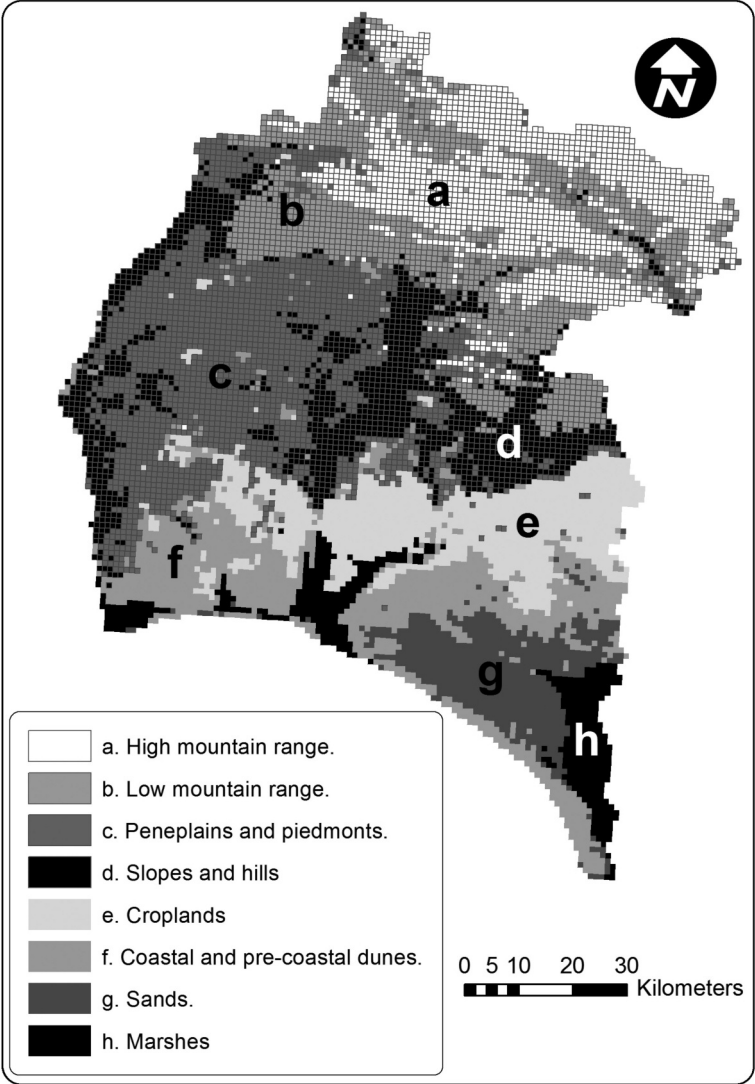 N
a
b
c
d
e
f
g
h
a. High mountain range.
b. Low mountain range.
c. Peneplains and piedmonts.
d. Slopes and hills
e. Croplands
f. Coastal and pre-coastal dunes.
g. Sands.
h. Marshes
0 5 10 20 30
Kilometers